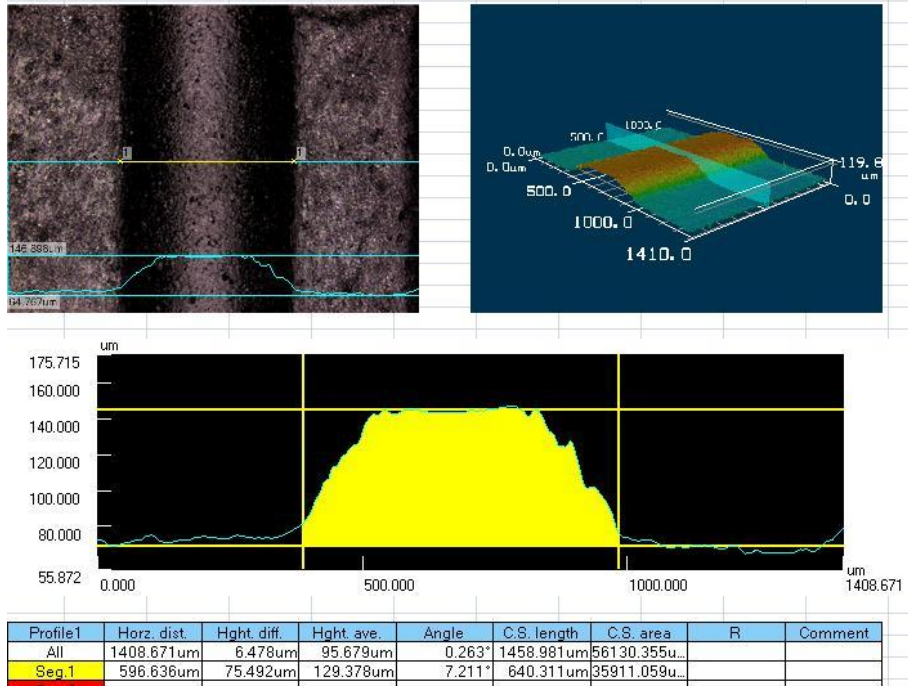 1 1
146.898um
64.767um
0.0um
0.0um
500.0
1000.0
500.0
1000.0
1410.0
119.8
um
0.0
um
175.715
160.000
140.000
120.000
100.000
80.000
55.872
0.000 500.000 1000.000 1408.671
um
Profile1 Horz. dist. Hght. diff. Hght. ave. Angle C.S. length C.S. area R Comment
All 1408.671um 6.478um 95.679um 0.263° 1458.981um 56130.355u...
Seg.1 596.636um 75.492um 129.378um 7.211° 640.311um 35911.059u...